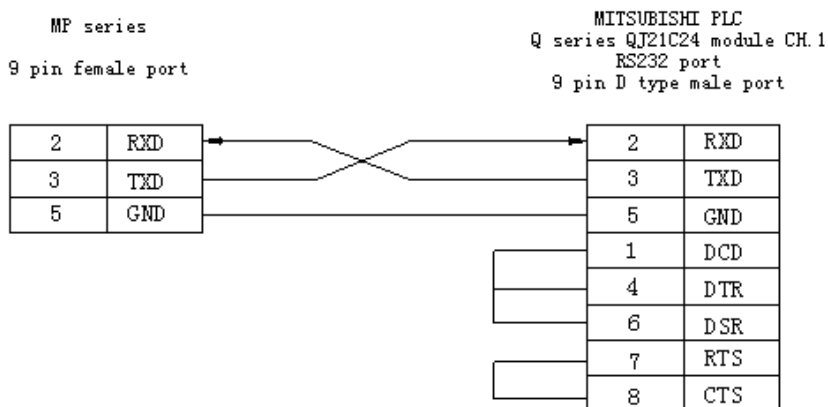 MP series
9 pin female port
MITSUBISHI PLC
Q series QJ21C24 module CH.1
RS232 port
9 pin D type male port
2 RXD
3 TXD
5 GND
2 RXD
3 TXD
5 GND
1 DCD
4 DTR
6 DSR
7 RTS
8 CTS